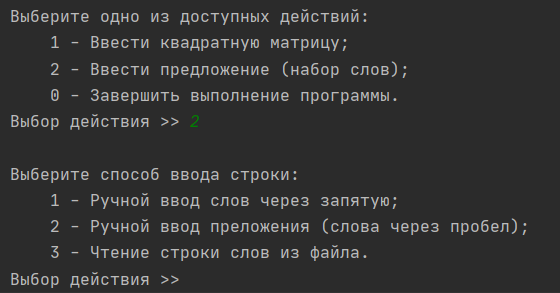 Выберите одно из доступных действий:
1 - Ввести квадратную матрицу;
2 - Ввести предложение (набор слов);
0 - Завершить выполнение программы.
Выбор действия >> 2
Выберите способ ввода строки:
1 - Ручной ввод слов через запятую;
2 - Ручной ввод преложения (слова через пробел);
3 - Чтение строки слов из файла.
Выбор действия >>